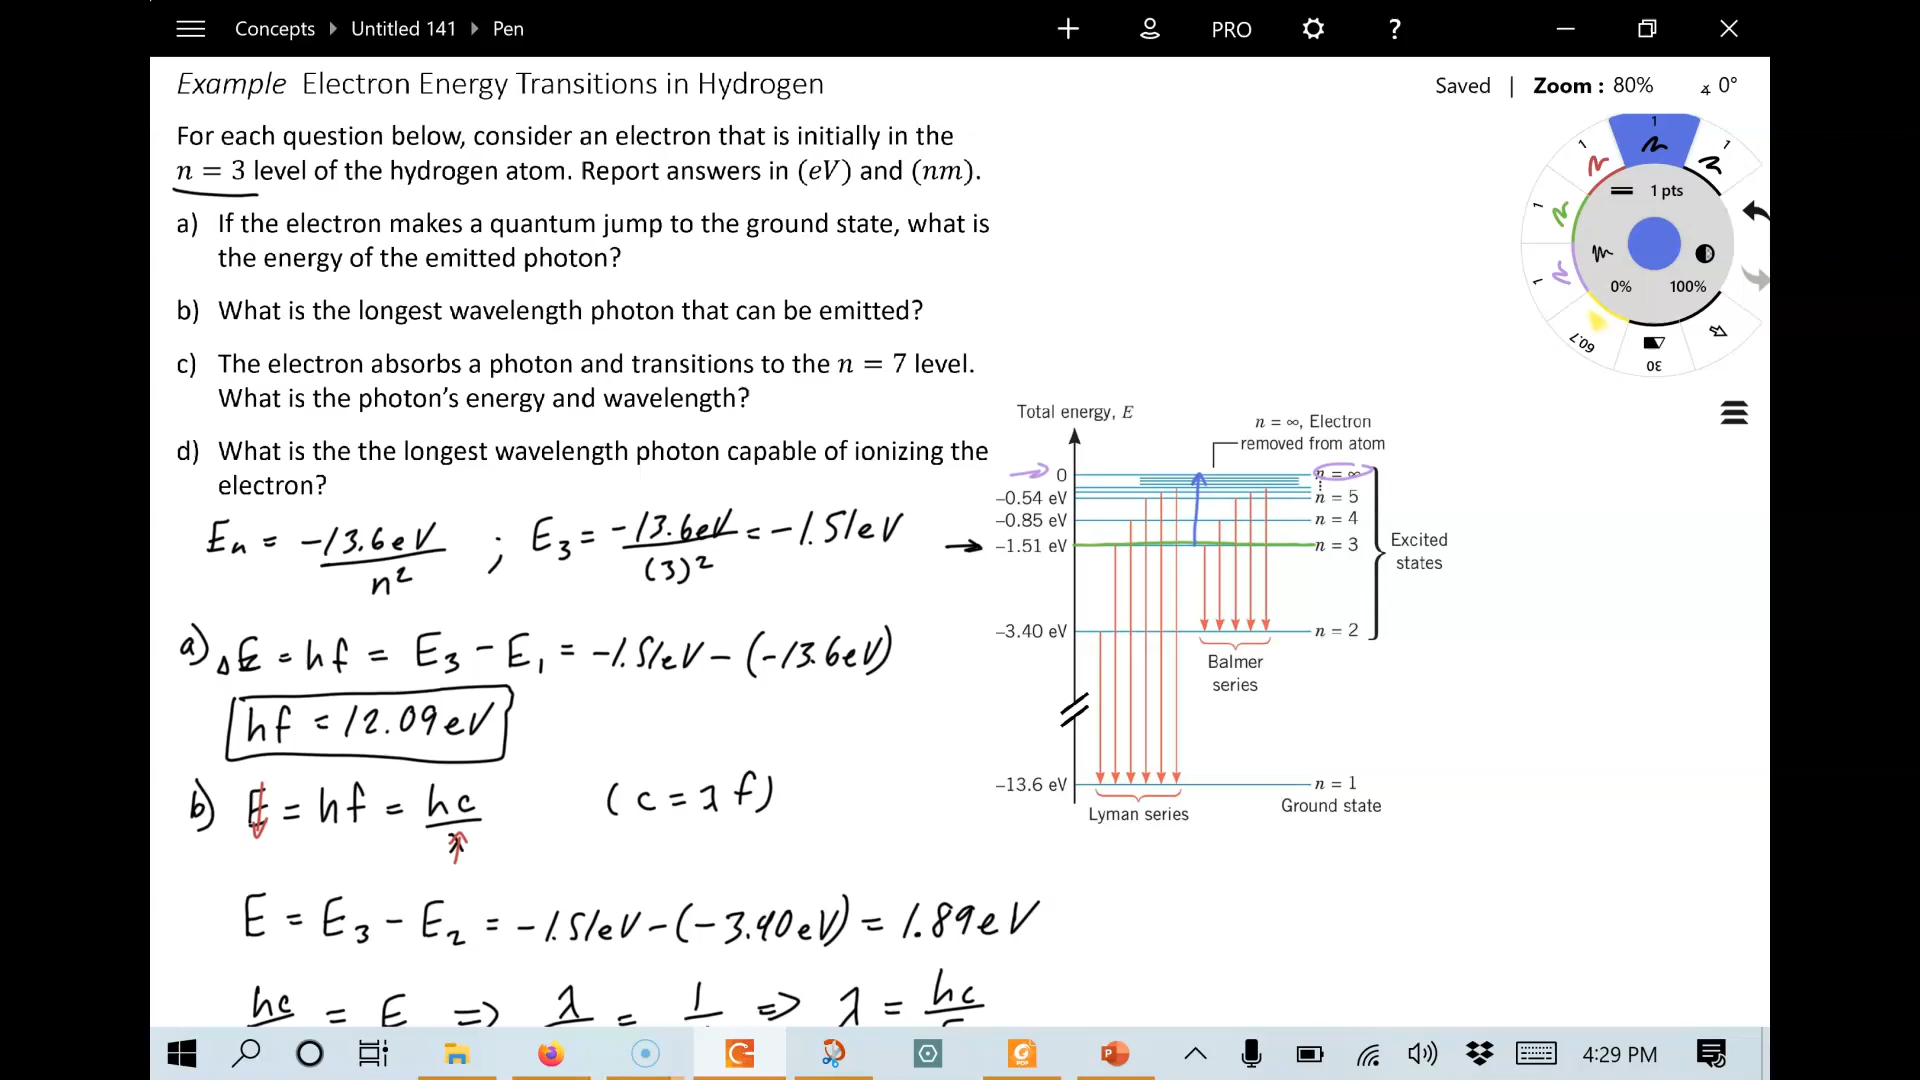 Concepts Untitled 141 Pen PRO ?
Example Electron Energy Transitions in Hydrogen
Saved | Zoom : 80% 0°
For each question below, consider an electron that is initially in the
n = 3 level of the hydrogen atom. Report answers in (eV) and (nm).
a) If the electron makes a quantum jump to the ground state, what is
the energy of the emitted photon?
b) What is the longest wavelength photon that can be emitted?
c) The electron absorbs a photon and transitions to the n = 7 level.
What is the photon's energy and wavelength?
d) What is the the longest wavelength photon capable of ionizing the
electron?
1
1
1
1
1
1 pts
0% 100%
60.7
30
Total energy, E
n = ∞, Electron
removed from atom
0 n = ∞
−0.54 eV n = 5
−0.85 eV n = 4
−1.51 eV n = 3
Excited
states
−3.40 eV n = 2
Balmer
series
−13.6 eV n = 1
Ground state
Lyman series
En = -13.6eV / n² ; E3 = -13.6eV / (3)² = -1.51eV
a) ΔE = hf = E3 - E1 = -1.51eV - (-13.6eV)
hf = 12.09eV
b) E = hf = hc / λ (c = λf)
E = E3 - E2 = -1.51eV - (-3.40eV) = 1.89eV
hc = E => λ = 1 => λ = hc
4:29 PM